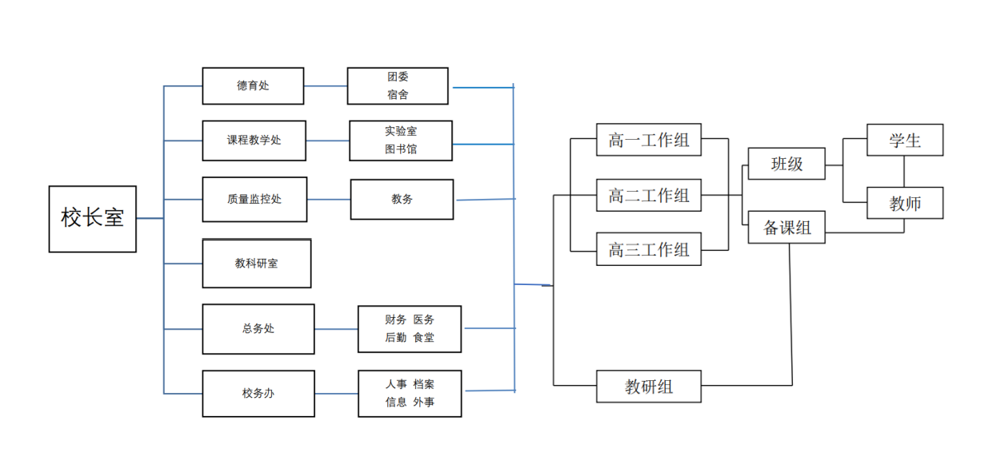 校长室
德育处
课程教学处
质量监控处
教科研室
总务处
校务办
团委
宿舍
实验室
图书馆
教务
财务 医务
后勤 食堂
人事 档案
信息 外事
高一工作组
高二工作组
高三工作组
教研组
班级
备课组
学生
教师